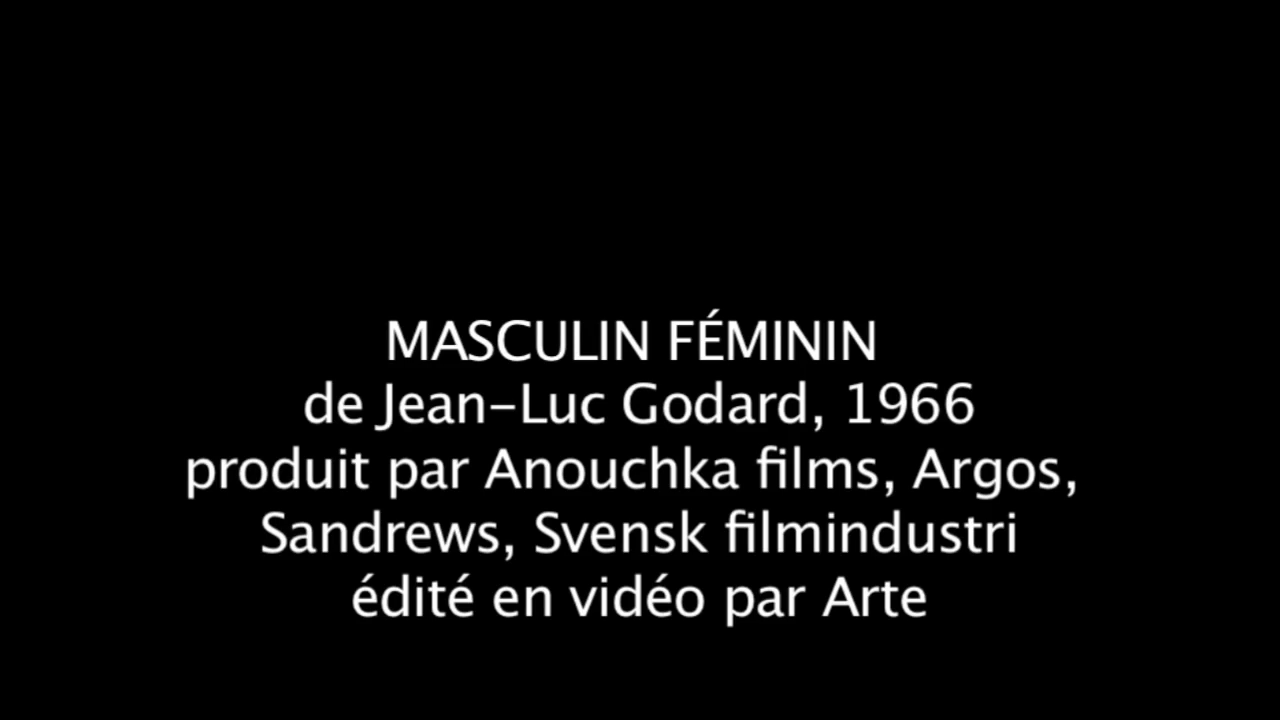 MASCULIN FÉMININ
de Jean-Luc Godard, 1966
produit par Anouchka films, Argos,
Sandrews, Svensk filmindustri
édité en vidéo par Arte